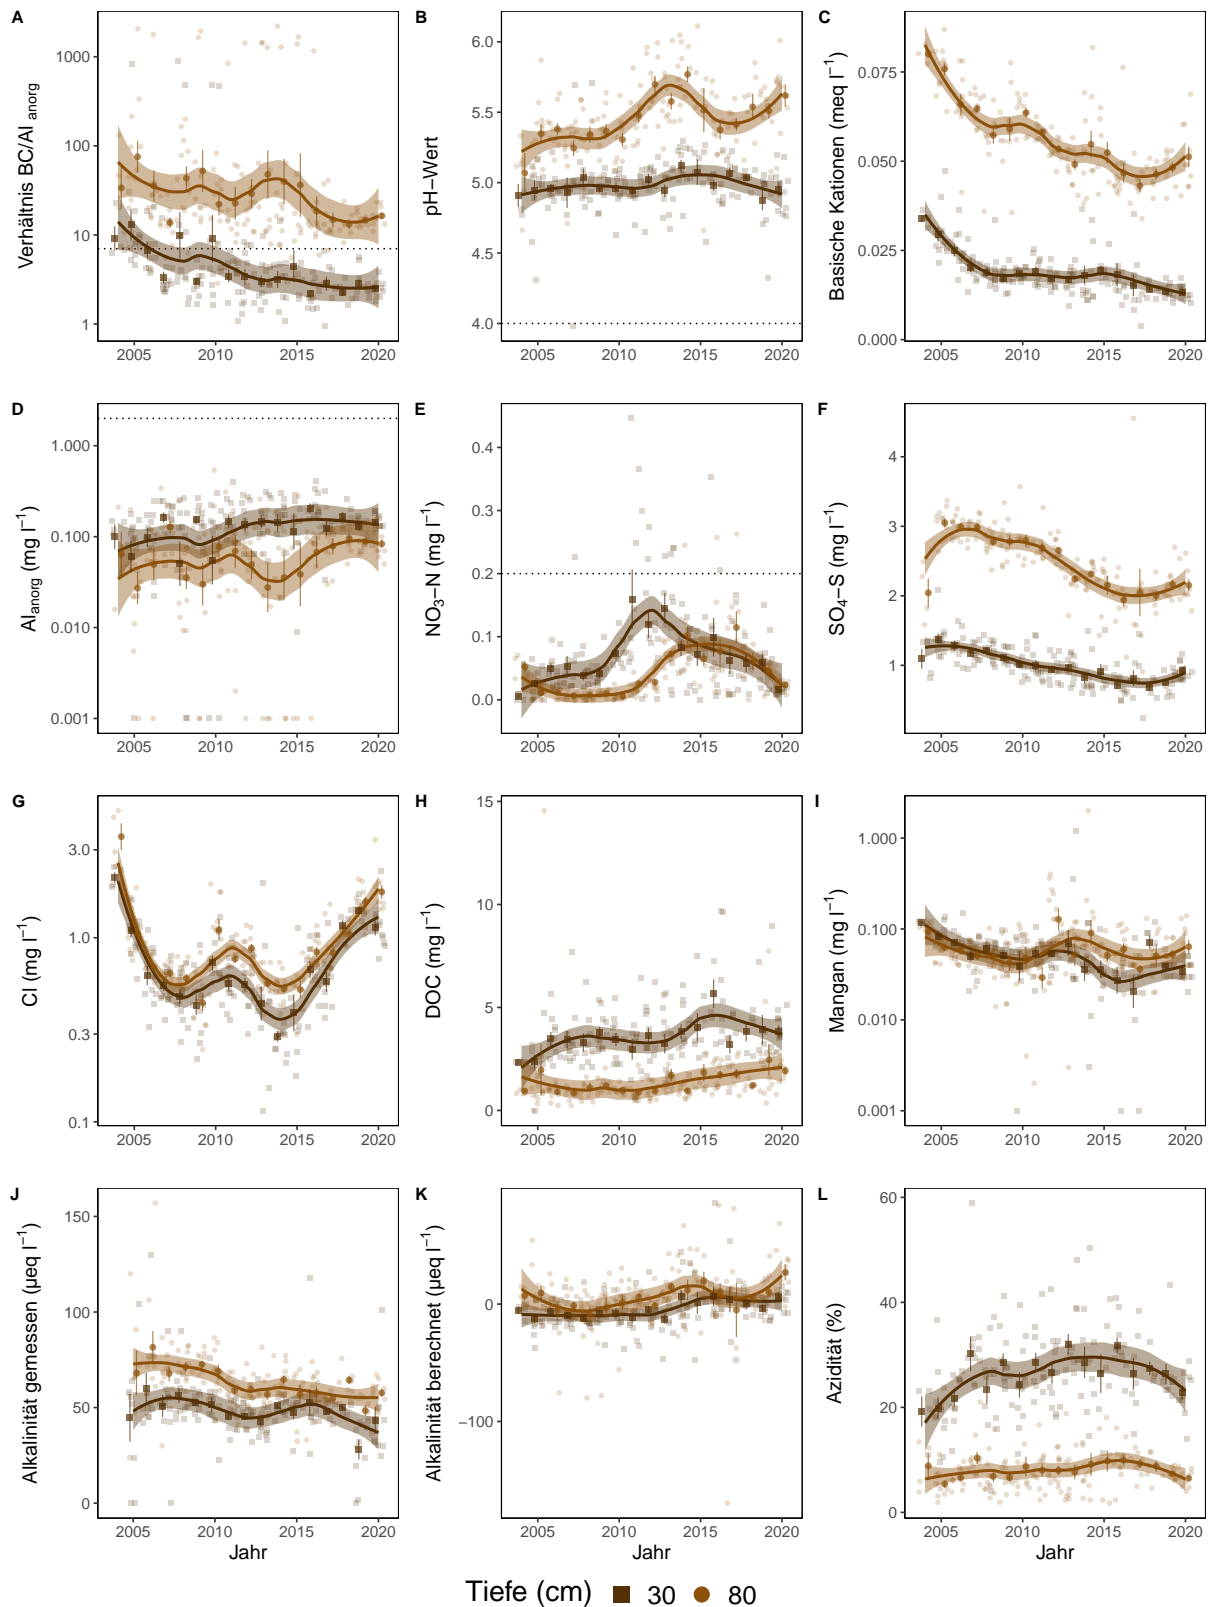 A
Verhältnis BC/Al anorg
1000
100
10
1
2005 2010 2015 2020
B
pH−Wert
6.0
5.5
5.0
4.5
4.0
2005 2010 2015 2020
C
Basische Kationen (meq l⁻¹)
0.075
0.050
0.025
0.000
2005 2010 2015 2020
D
Al anorg (mg l⁻¹)
1.000
0.100
0.010
0.001
2005 2010 2015 2020
E
NO₃−N (mg l⁻¹)
0.4
0.3
0.2
0.1
0.0
2005 2010 2015 2020
F
SO₄−S (mg l⁻¹)
4
3
2
1
2005 2010 2015 2020
G
Cl (mg l⁻¹)
3.0
1.0
0.3
0.1
2005 2010 2015 2020
H
DOC (mg l⁻¹)
15
10
5
0
2005 2010 2015 2020
I
Mangan (mg l⁻¹)
1.000
0.100
0.010
0.001
2005 2010 2015 2020
J
Alkalinität gemessen (µeq l⁻¹)
150
100
50
0
2005 2010 2015 2020
Jahr
K
Alkalinität berechnet (µeq l⁻¹)
0
−100
2005 2010 2015 2020
Jahr
L
Azidität (%)
60
40
20
0
2005 2010 2015 2020
Jahr
Tiefe (cm) 30 80